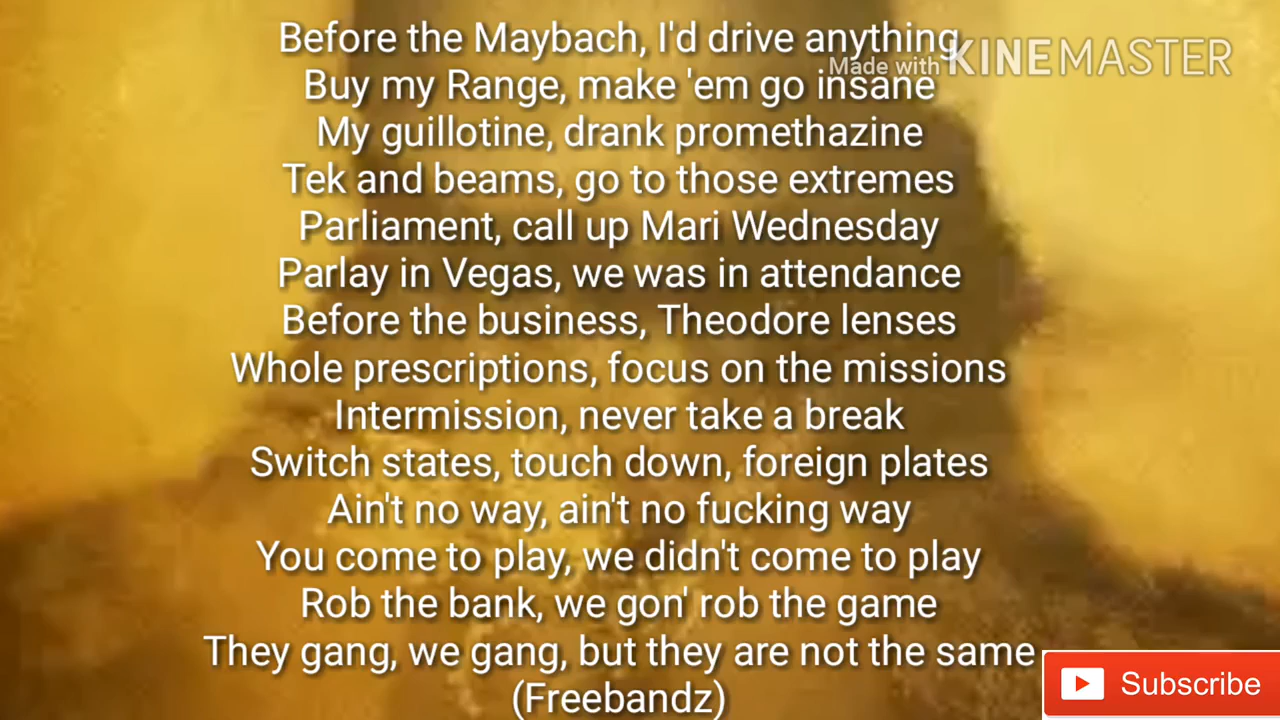 Before the Maybach, I'd drive anything
Made with KINEMASTER
Buy my Range, make 'em go insane
My guillotine, drank promethazine
Tek and beams, go to those extremes
Parliament, call up Mari Wednesday
Parlay in Vegas, we was in attendance
Before the business, Theodore lenses
Whole prescriptions, focus on the missions
Intermission, never take a break
Switch states, touch down, foreign plates
Ain't no way, ain't no fucking way
You come to play, we didn't come to play
Rob the bank, we gon' rob the game
They gang, we gang, but they are not the same
(Freebandz)
Subscribe